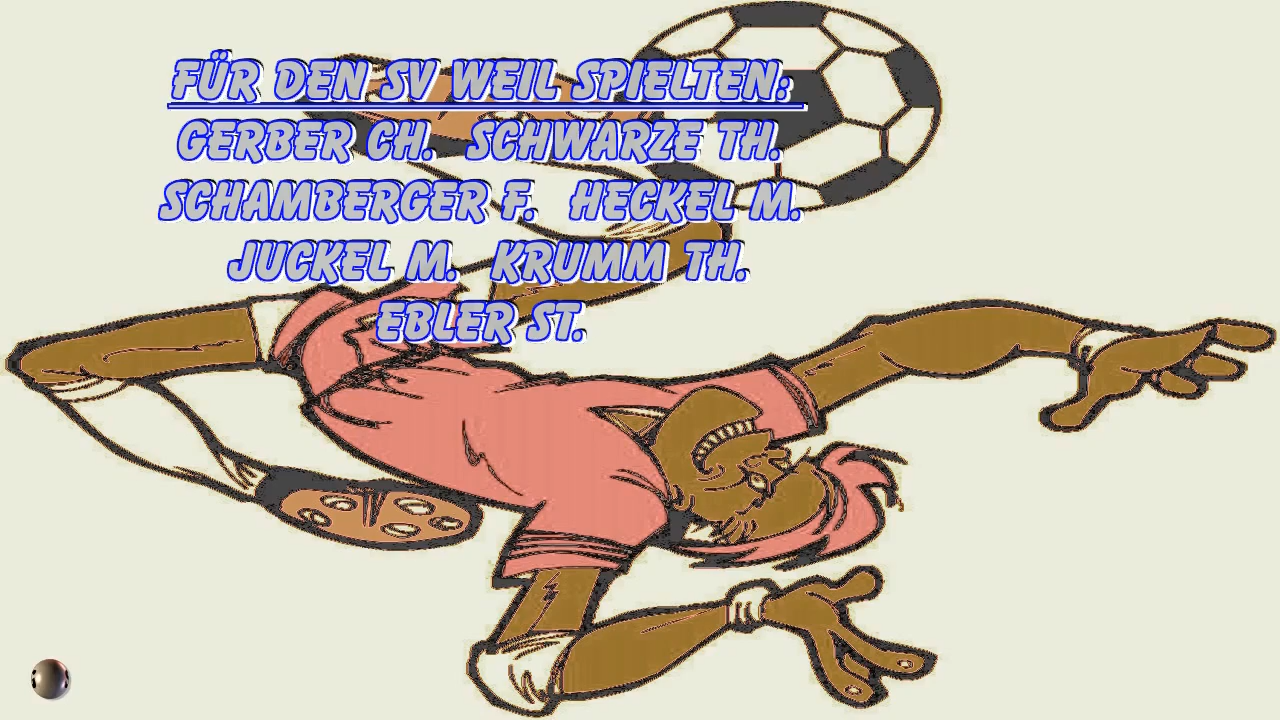 FÜR DEN SV WEIL SPIELTEN:
GERBER CH. SCHWARZE TH.
SCHAMBERGER F. HECKEL M.
JUCKEL M. KRUMM TH.
EBLER ST.